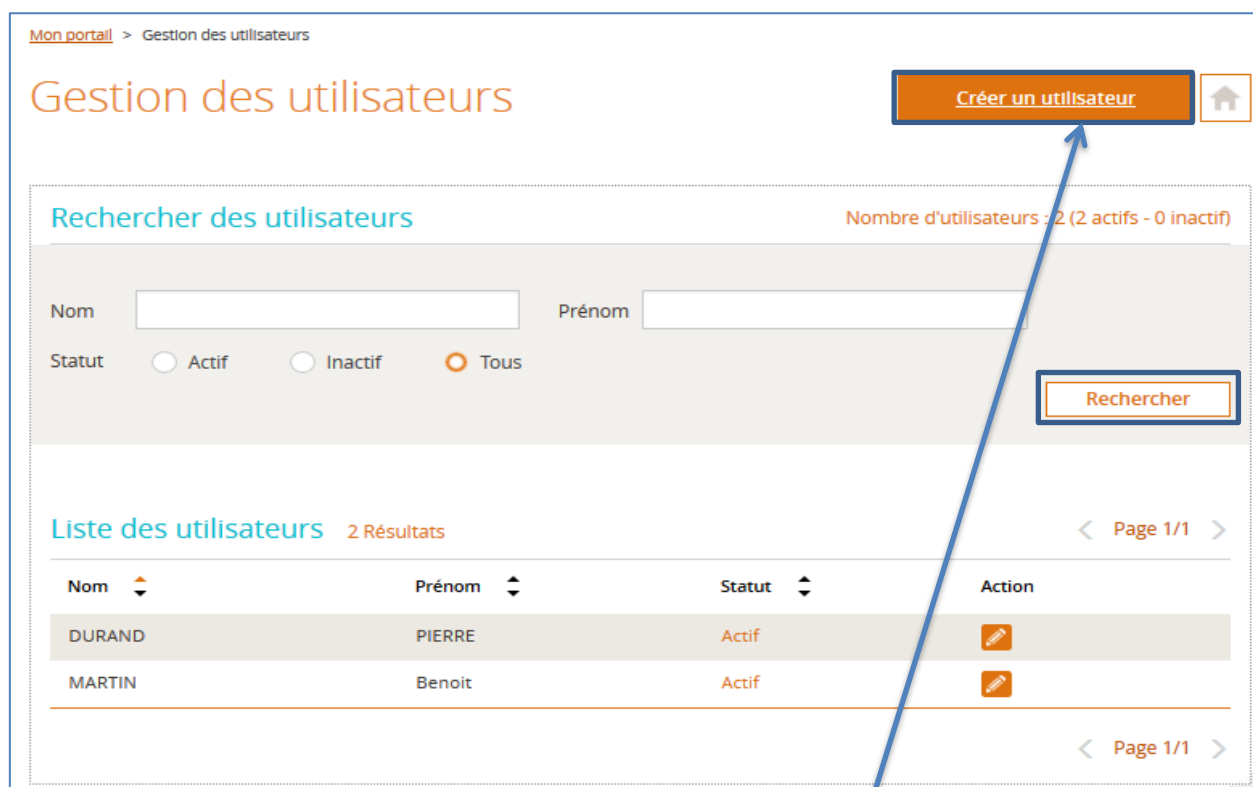 Mon portail > Gestion des utilisateurs
Gestion des utilisateurs
Créer un utilisateur
Rechercher des utilisateurs
Nombre d'utilisateurs : 2 (2 actifs - 0 inactif)
Nom Prénom
Statut Actif Inactif Tous
Rechercher
Liste des utilisateurs 2 Résultats < Page 1/1 >
Nom Prénom Statut Action
DURAND PIERRE Actif
MARTIN Benoit Actif
< Page 1/1 >